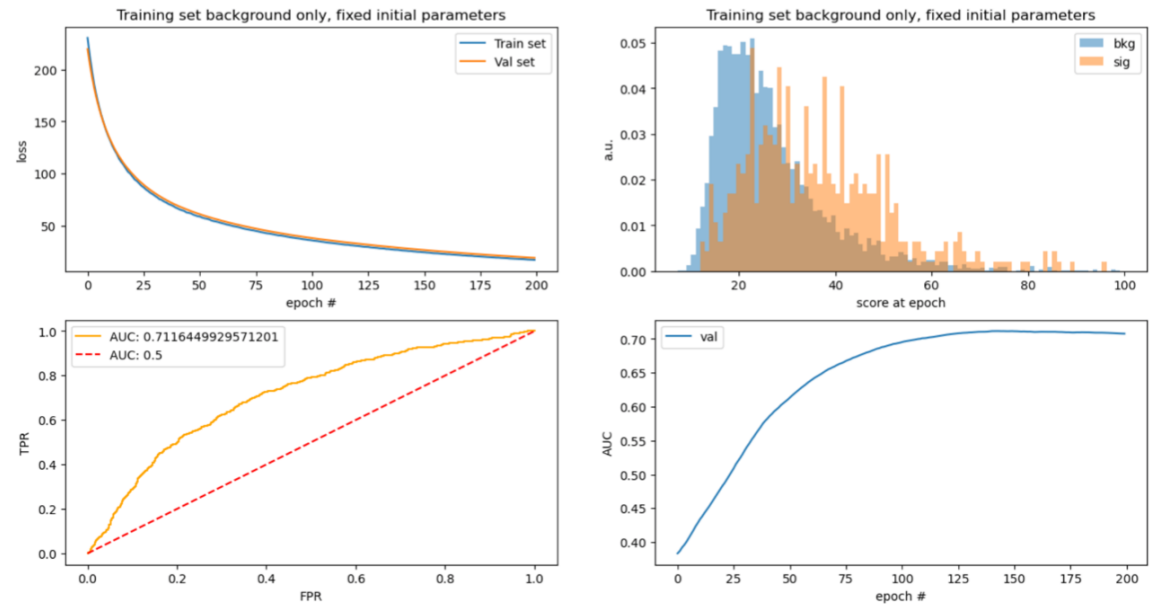 Training set background only, fixed initial parameters
Train set
Val set
200
150
100
50
loss
0 25 50 75 100 125 150 175 200
epoch #
Training set background only, fixed initial parameters
bkg
sig
0.05
0.04
0.03
0.02
0.01
0.00
a.u.
20 40 60 80 100
score at epoch
AUC: 0.7116449929571201
AUC: 0.5
1.0
0.8
0.6
0.4
0.2
0.0
TPR
0.0 0.2 0.4 0.6 0.8 1.0
FPR
val
0.70
0.65
0.60
0.55
0.50
0.45
0.40
AUC
0 25 50 75 100 125 150 175 200
epoch #